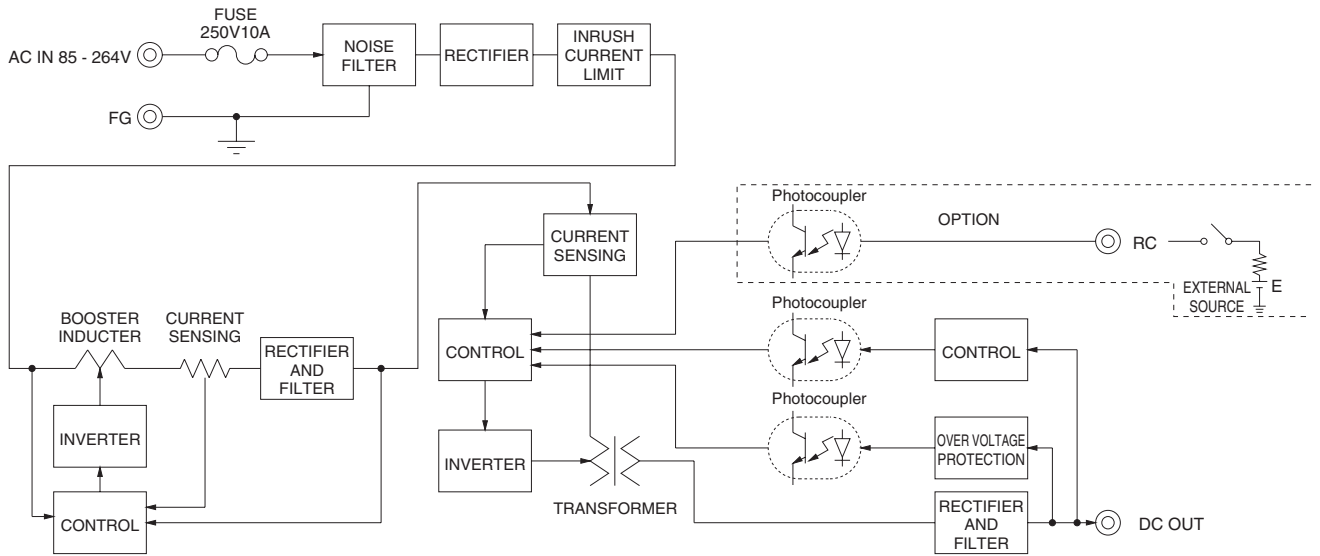 FUSE
250V10A
AC IN 85 - 264V
NOISE
FILTER
RECTIFIER
INRUSH
CURRENT
LIMIT
FG
Photocoupler
OPTION
RC
EXTERNAL
SOURCE
E
CURRENT
SENSING
BOOSTER
INDUCTER
CURRENT
SENSING
RECTIFIER
AND
FILTER
CONTROL
Photocoupler
CONTROL
Photocoupler
INVERTER
INVERTER
OVER VOLTAGE
PROTECTION
TRANSFORMER
CONTROL
RECTIFIER
AND
FILTER
DC OUT